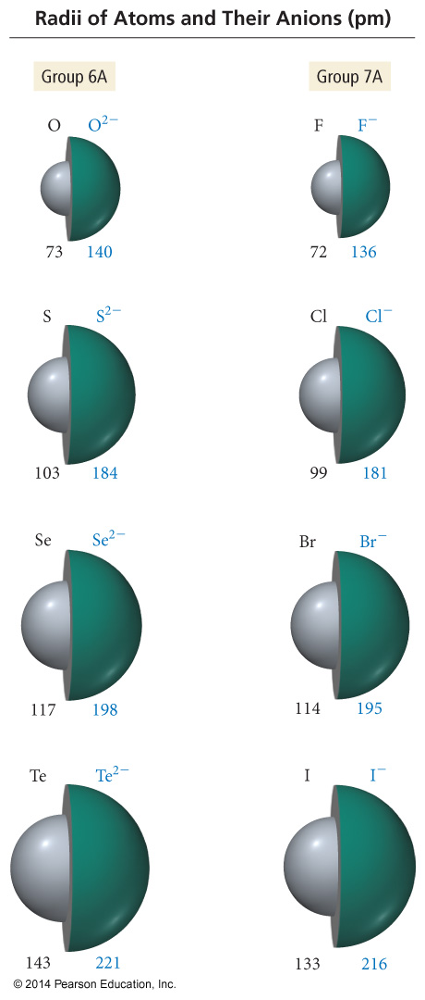 Radii of Atoms and Their Anions (pm)
Group 6A Group 7A
O O²⁻ F F⁻
73 140 72 136
S S²⁻ Cl Cl⁻
103 184 99 181
Se Se²⁻ Br Br⁻
117 198 114 195
Te Te²⁻ I I⁻
143 221 133 216
© 2014 Pearson Education, Inc.